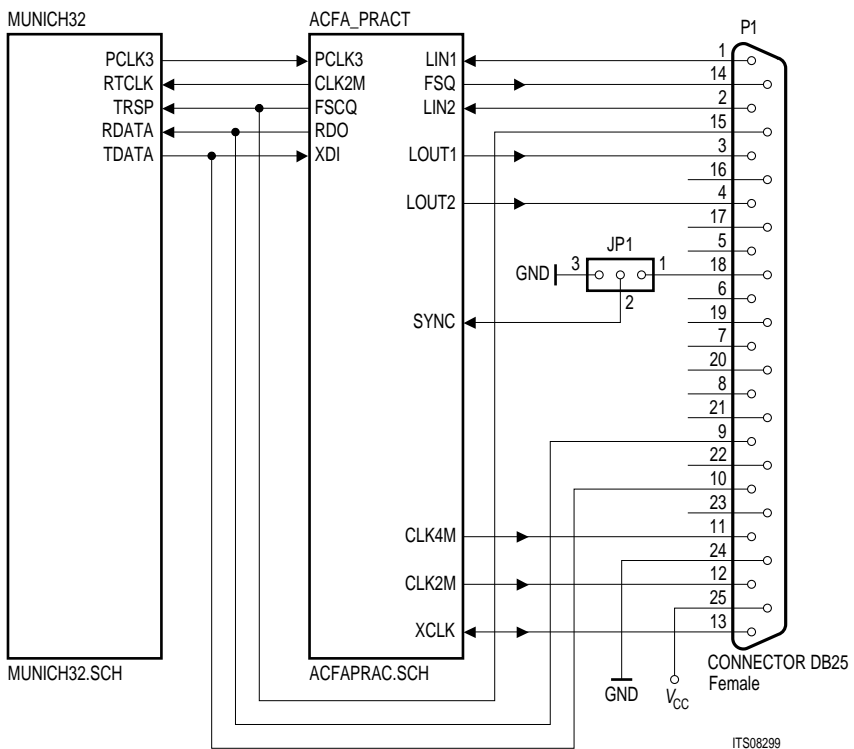 MUNICH32
PCLK3
RTCLK
TRSP
RDATA
TDATA
MUNICH32.SCH
ACFA_PRACT
PCLK3
CLK2M
FSCQ
RDO
XDI
LIN1
FSQ
LIN2
LOUT1
LOUT2
SYNC
CLK4M
CLK2M
XCLK
ACFAPRAC.SCH
JP1
GND
3
1
2
P1
1
14
2
15
3
16
4
17
5
18
6
19
7
20
8
21
9
22
10
23
11
24
12
25
13
GND
VCC
CONNECTOR DB25
Female
ITS08299